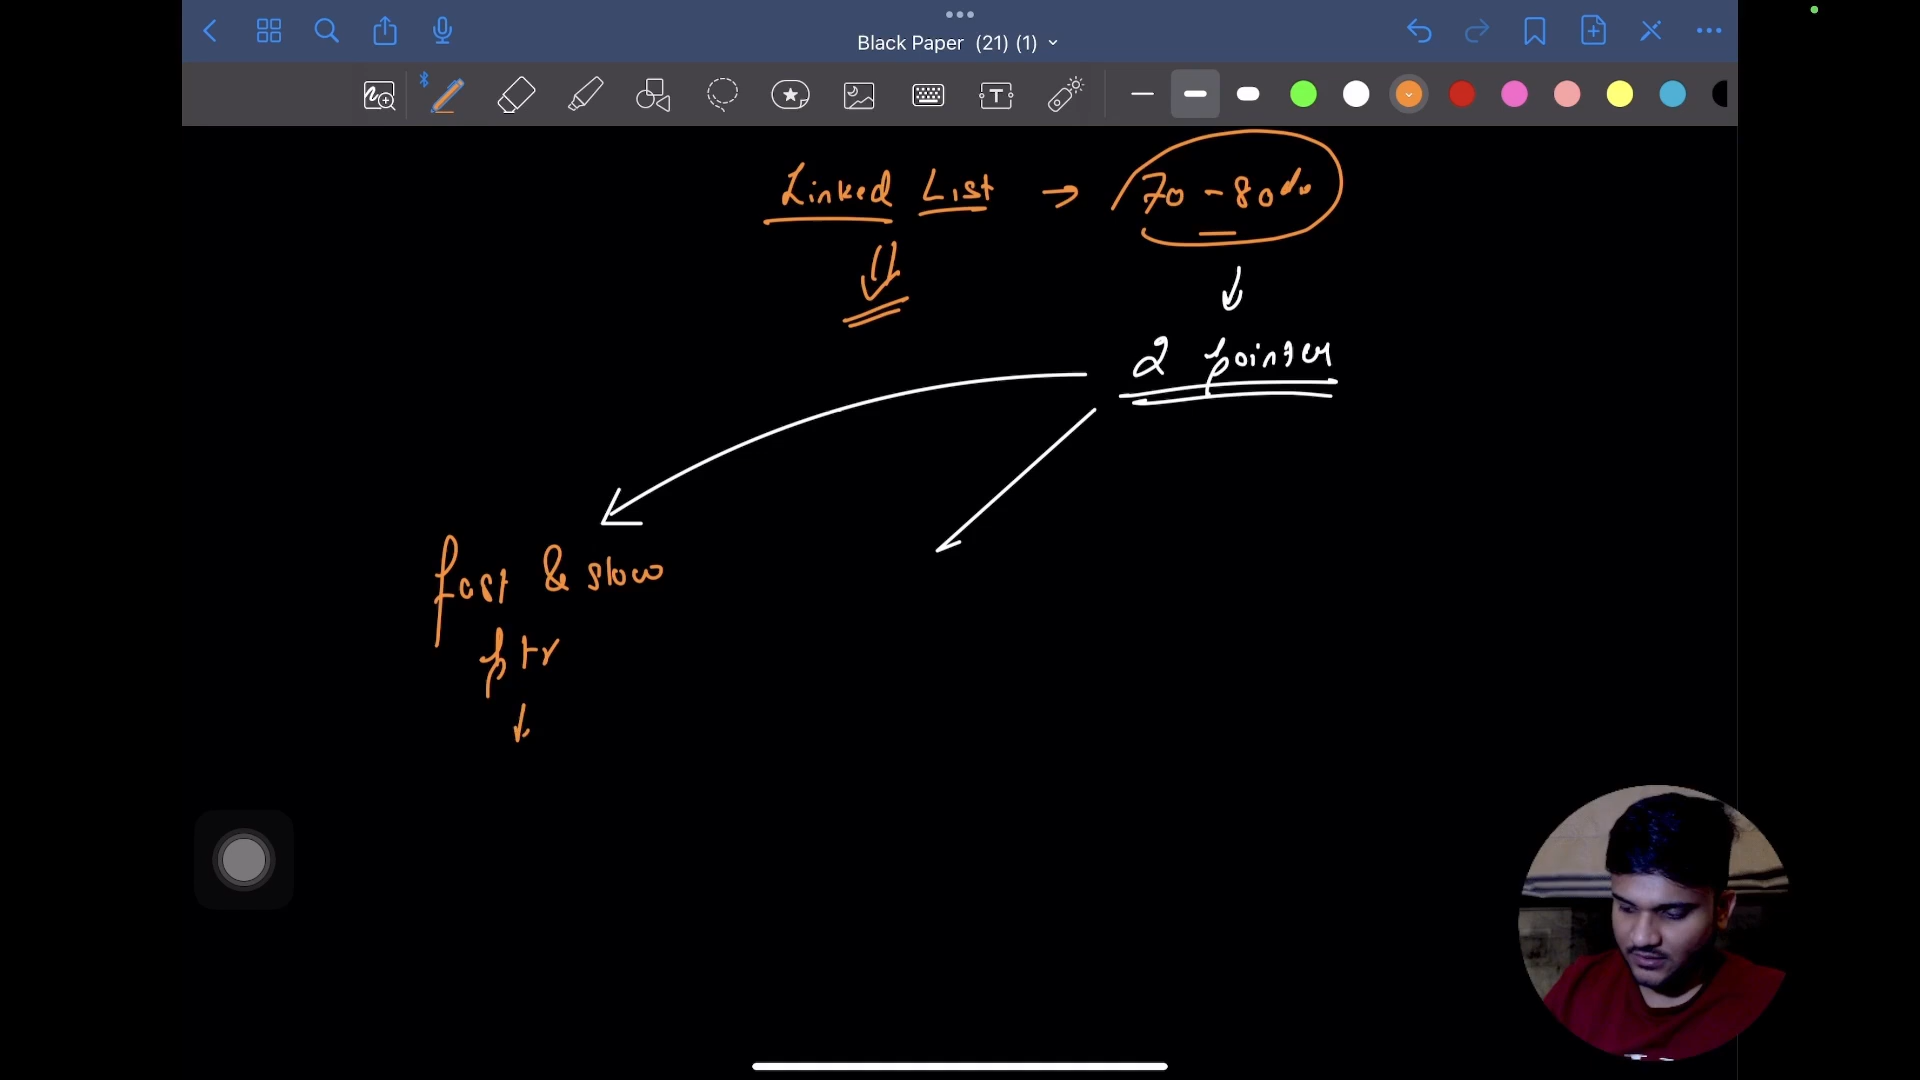 Black Paper (21) (1)
T
Linked List → 70 - 80%
2 pointer
fast & slow
ptr